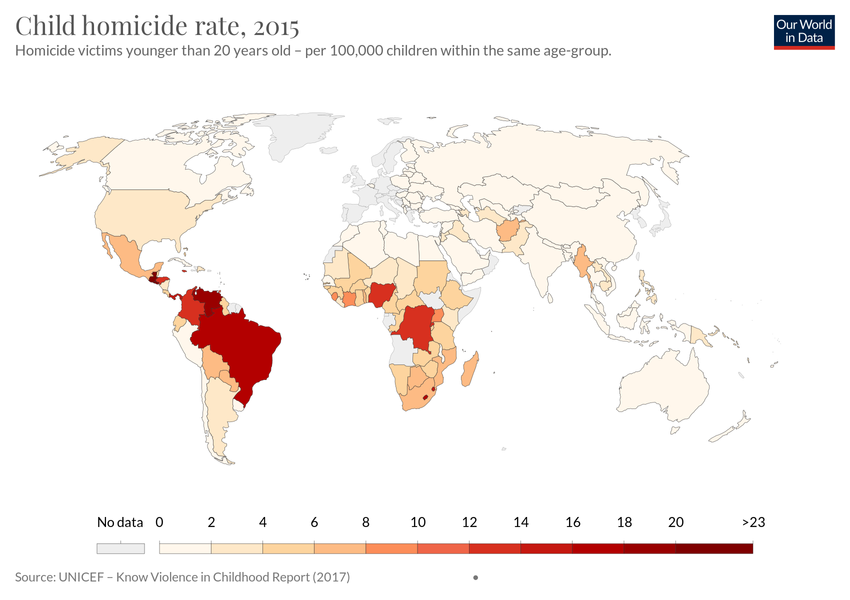 Child homicide rate, 2015
Homicide victims younger than 20 years old – per 100,000 children within the same age-group.
Our World
in Data
No data 0 2 4 6 8 10 12 14 16 18 20 >23
Source: UNICEF – Know Violence in Childhood Report (2017)